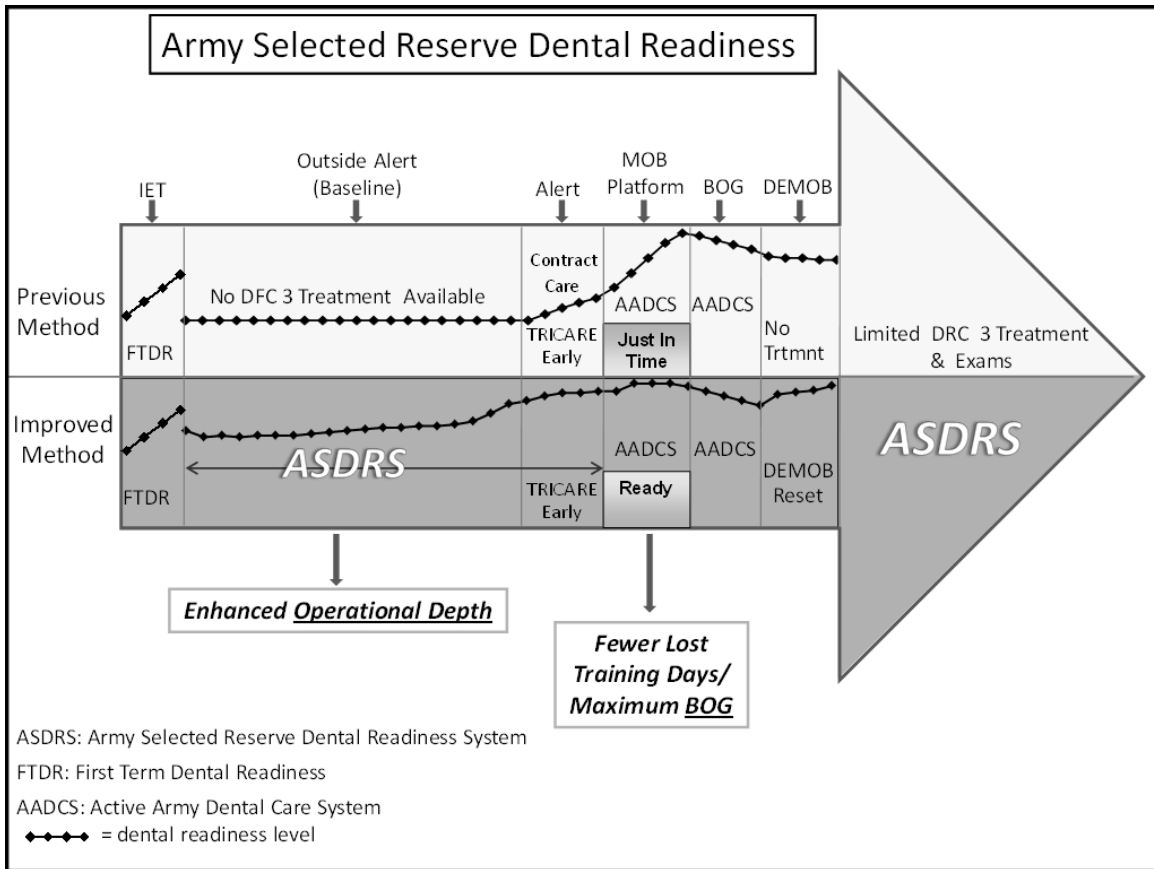 Army Selected Reserve Dental Readiness
IET
Outside Alert
(Baseline)
Alert
MOB
Platform
BOG
DEMOB
Previous
Method
FTDR
No DFC 3 Treatment Available
Contract
Care
TRICARE
Early
AADCS
Just In
Time
AADCS
No
Trtmnt
Limited DRC 3 Treatment
& Exams
Improved
Method
FTDR
ASDRS
TRICARE
Early
AADCS
Ready
AADCS
DEMOB
Reset
ASDRS
Enhanced Operational Depth
Fewer Lost
Training Days/
Maximum BOG
ASDRS: Army Selected Reserve Dental Readiness System
FTDR: First Term Dental Readiness
AADCS: Active Army Dental Care System
= dental readiness level